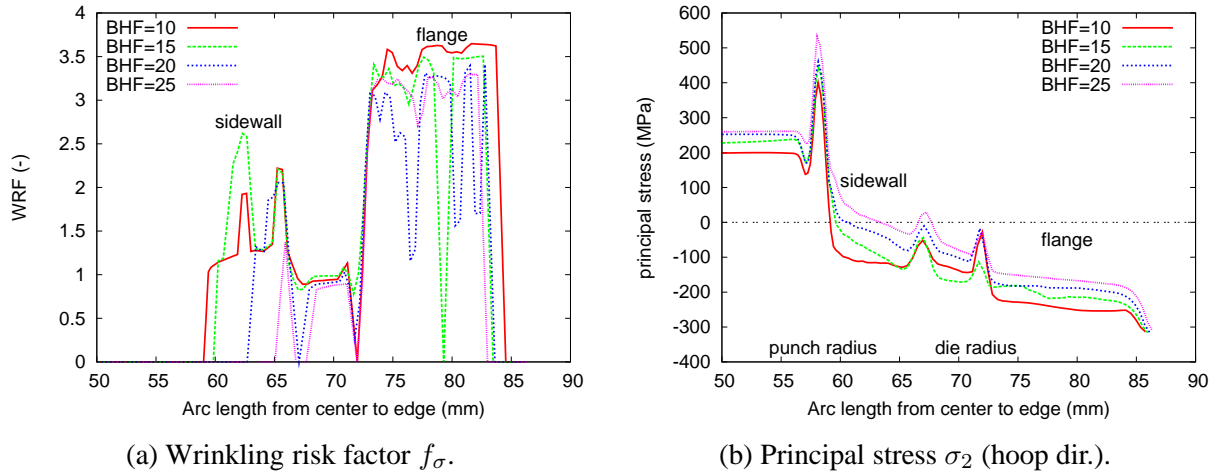 BHF=10
BHF=15
BHF=20
BHF=25
sidewall
flange
4
3.5
3
2.5
2
1.5
1
0.5
0
WRF (-)
50 55 60 65 70 75 80 85 90
Arc length from center to edge (mm)
(a) Wrinkling risk factor fσ.
600
500
400
300
200
100
0
-100
-200
-300
-400
principal stress (MPa)
BHF=10
BHF=15
BHF=20
BHF=25
sidewall
flange
punch radius
die radius
50 55 60 65 70 75 80 85 90
Arc length from center to edge (mm)
(b) Principal stress σ2 (hoop dir.).